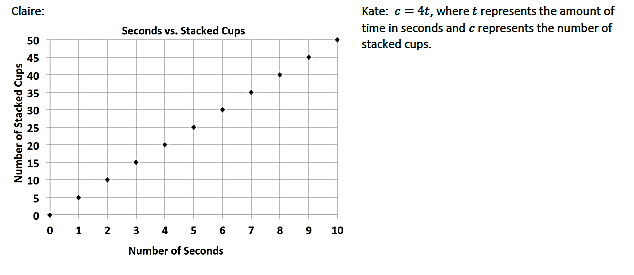 Claire:
Seconds vs. Stacked Cups
Number of Stacked Cups
50
45
40
35
30
25
20
15
10
5
0
0 1 2 3 4 5 6 7 8 9 10
Number of Seconds
Kate: c = 4t, where t represents the amount of
time in seconds and c represents the number of
stacked cups.